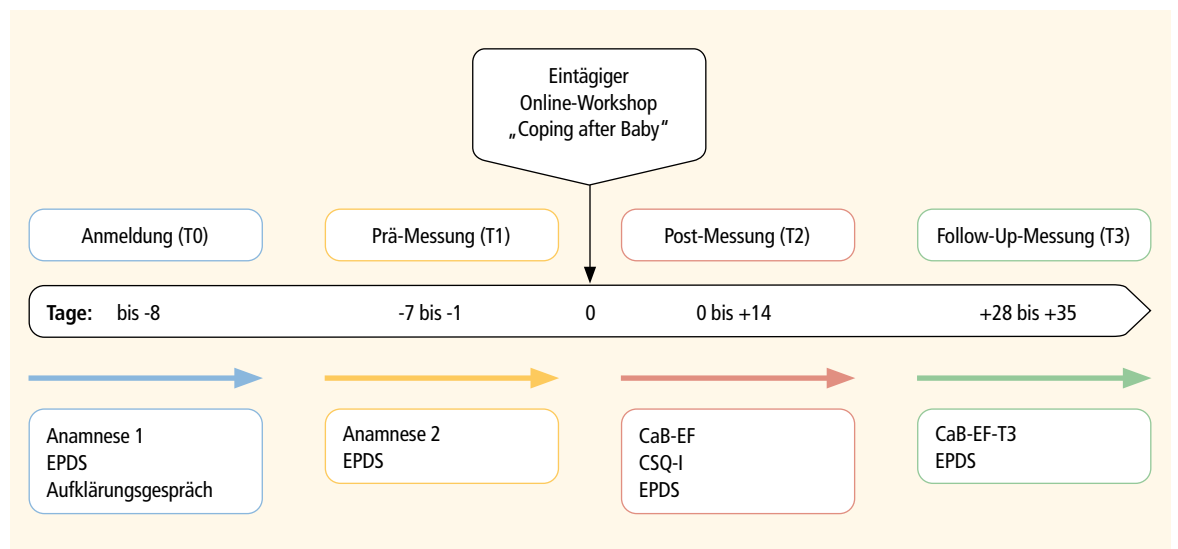 Eintägiger
Online-Workshop
„Coping after Baby“
Anmeldung (T0)
Prä-Messung (T1)
Post-Messung (T2)
Follow-Up-Messung (T3)
Tage: bis -8 -7 bis -1 0 0 bis +14 +28 bis +35
Anamnese 1
EPDS
Aufklärungsgespräch
Anamnese 2
EPDS
CaB-EF
CSQ-I
EPDS
CaB-EF-T3
EPDS